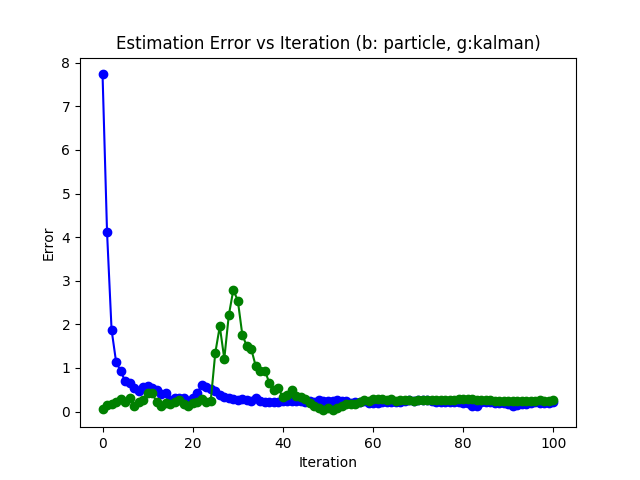 Estimation Error vs Iteration (b: particle, g:kalman)
8
7
6
5
4
3
2
1
0
Error
0 20 40 60 80 100
Iteration